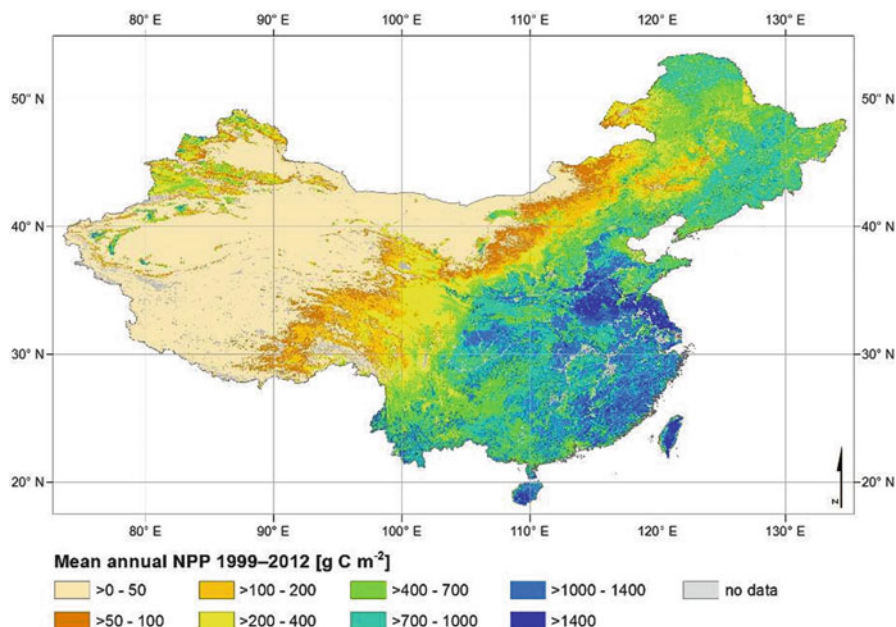 80° E 90° E 100° E 110° E 120° E 130° E
50° N 50° N
40° N 40° N
30° N 30° N
20° N 20° N
N
80° E 90° E 100° E 110° E 120° E 130° E
Mean annual NPP 1999–2012 [g C m⁻²]
>0 - 50 >100 - 200 >400 - 700 >1000 - 1400 no data
>50 - 100 >200 - 400 >700 - 1000 >1400